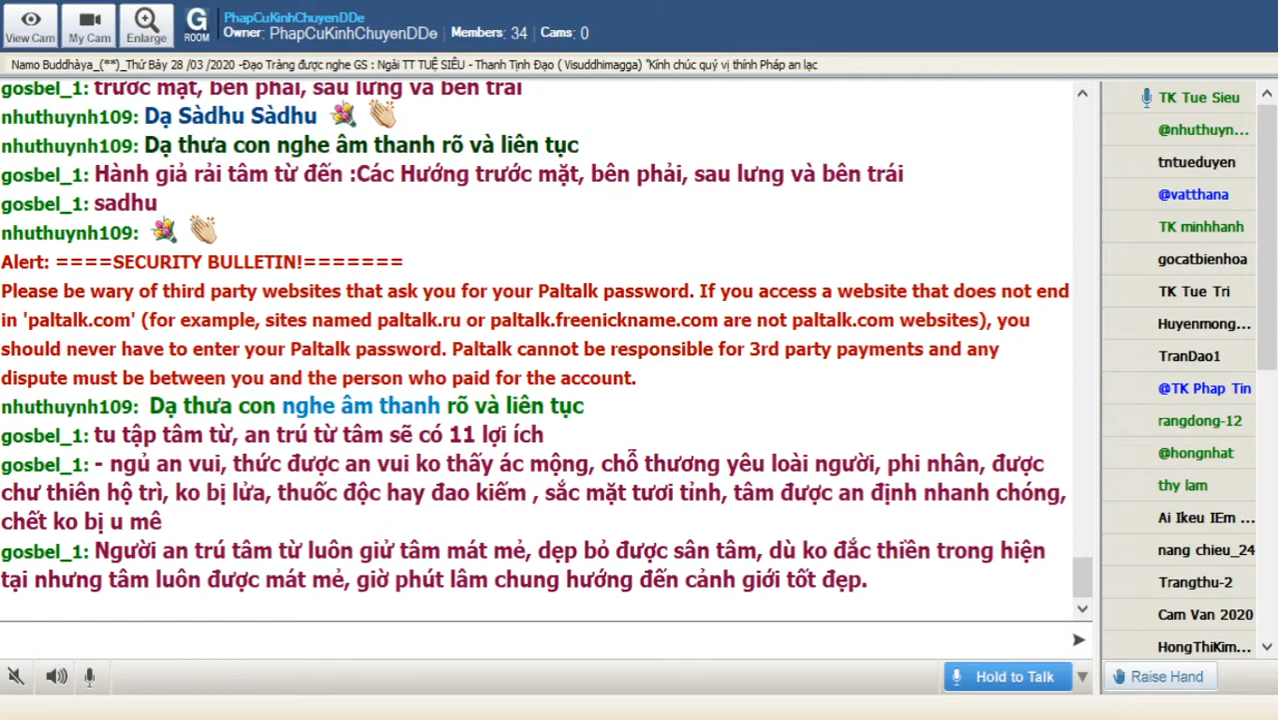 View Cam
My Cam
Enlarge
G
ROOM
PhapCuKinhChuyenDDe
Owner: PhapCuKinhChuyenDDe Members: 34 Cams: 0
Namo Buddhàya_(**)_Thứ Bảy 28 /03 /2020 -Đạo Tràng được nghe GS : Ngài TT TUỆ SIÊU - Thanh Tịnh Đạo ( Visuddhimagga) "Kính chúc quý vị thính Pháp an lạc
gosbel_1: trước mặt, bên phải, sau lưng và bên trái
nhuthuynh109: Dạ Sàdhu Sàdhu
nhuthuynh109: Dạ thưa con nghe âm thanh rõ và liên tục
gosbel_1: Hành giả rải tâm từ đến :Các Hướng trước mặt, bên phải, sau lưng và bên trái
gosbel_1: sadhu
nhuthuynh109:
Alert: ====SECURITY BULLETIN!=======
Please be wary of third party websites that ask you for your Paltalk password. If you access a website that does not end
in 'paltalk.com' (for example, sites named paltalk.ru or paltalk.freenickname.com are not paltalk.com websites), you
should never have to enter your Paltalk password. Paltalk cannot be responsible for 3rd party payments and any
dispute must be between you and the person who paid for the account.
nhuthuynh109: Dạ thưa con nghe âm thanh rõ và liên tục
gosbel_1: tu tập tâm từ, an trú từ tâm sẽ có 11 lợi ích
gosbel_1: - ngủ an vui, thức được an vui ko thấy ác mộng, chỗ thương yêu loài người, phi nhân, được
chư thiên hộ trì, ko bị lửa, thuốc độc hay đao kiếm , sắc mặt tươi tỉnh, tâm được an định nhanh chóng,
chết ko bị u mê
gosbel_1: Người an trú tâm từ luôn giử tâm mát mẻ, dẹp bỏ được sân tâm, dù ko đắc thiền trong hiện
tại nhưng tâm luôn được mát mẻ, giờ phút lâm chung hướng đến cảnh giới tốt đẹp.
Hold to Talk
TK Tue Sieu
@nhuthuyn...
tntueduyen
@vatthana
TK minhhanh
gocatbienhoa
TK Tue Tri
Huyenmong...
TranDao1
@TK Phap Tin
rangdong-12
@hongnhat
thy lam
Ai Ikeu IEm ...
nang chieu_24
Trangthu-2
Cam Van 2020
HongThiKim...
Raise Hand